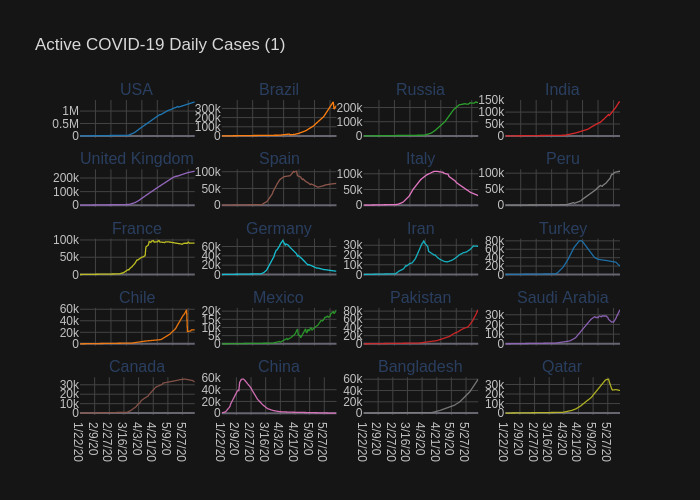 Active COVID-19 Daily Cases (1)
USA Brazil Russia India
1M 0.5M 0 300k 200k 100k 0 200k 100k 0 150k 100k 50k 0
United Kingdom Spain Italy Peru
200k 100k 0 100k 50k 0 100k 50k 0 100k 50k 0
France Germany Iran Turkey
100k 50k 0 60k 40k 20k 0 30k 20k 10k 0 80k 60k 40k 20k 0
Chile Mexico Pakistan Saudi Arabia
60k 40k 20k 0 20k 15k 10k 5k 0 80k 60k 40k 20k 0 30k 20k 10k 0
Canada China Bangladesh Qatar
30k 20k 10k 0 60k 40k 20k 0 60k 40k 20k 0 30k 20k 10k 0
1/22/20 2/9/20 2/27/20 3/16/20 4/3/20 4/21/20 5/9/20 5/27/20 1/22/20 2/9/20 2/27/20 3/16/20 4/3/20 4/21/20 5/9/20 5/27/20 1/22/20 2/9/20 2/27/20 3/16/20 4/3/20 4/21/20 5/9/20 5/27/20 1/22/20 2/9/20 2/27/20 3/16/20 4/3/20 4/21/20 5/9/20 5/27/20